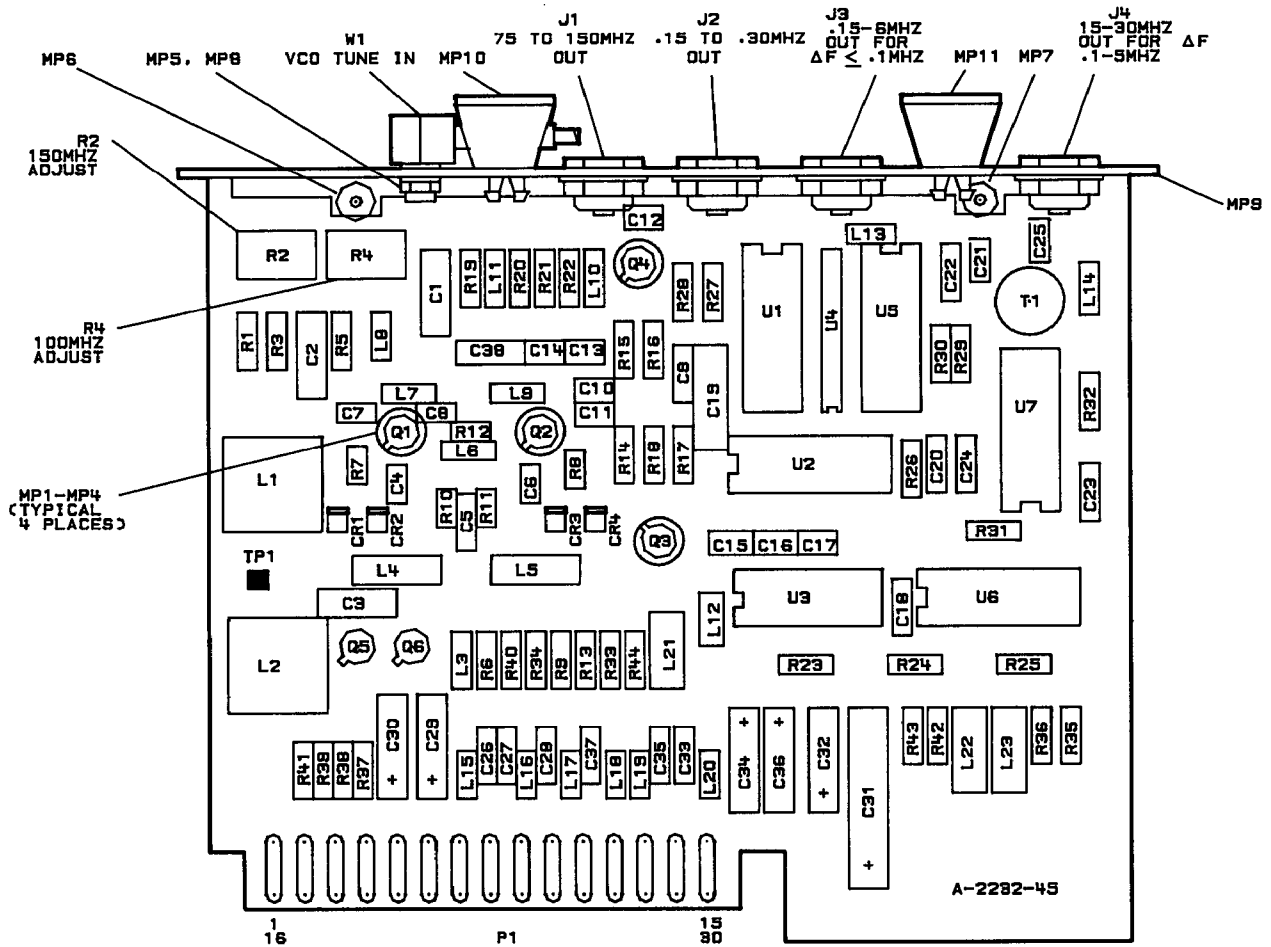 MP6
MP5, MP8
W1
VCO TUNE IN
MP10
J1
75 TO 150MHZ
OUT
J2
.15 TO .30MHZ
OUT
J3
.15-6MHZ
OUT FOR
ΔF ≤ .1MHZ
MP11
MP7
J4
15-30MHZ
OUT FOR ΔF
.1-5MHZ
R2
150MHZ
ADJUST
MP9
R4
100MHZ
ADJUST
MP1-MP4
(TYPICAL
4 PLACES)
C12
L13
C25
R2
R4
C1
R19
L11
R20
R21
R22
L10
Q4
R28
R27
U1
U4
U5
C22
C21
T1
L14
R1
R3
C2
R5
L8
C38
C14
C13
R15
R16
C9
C19
R30
R29
U7
R32
L7
L9
C10
C11
C7
C8
Q1
R12
L6
Q2
R14
R18
R17
U2
R26
C20
C24
C23
L1
R7
C4
R10
C5
R11
C6
R8
CR1
CR2
CR3
CR4
Q3
C15
C16
C17
R31
TP1
L4
L5
C3
U3
C18
U6
L2
Q5
Q6
L3
R6
R40
R34
R9
R13
R33
R44
L21
L12
R23
R24
R25
R41
R39
R38
R37
C30
+
C29
+
L15
C26
C27
L16
C28
L17
C37
L18
L19
C35
C33
L20
C34
+
C36
+
C32
+
C31
+
R43
R42
L22
L23
R36
R35
A-2292-45
1
16
P1
15
30